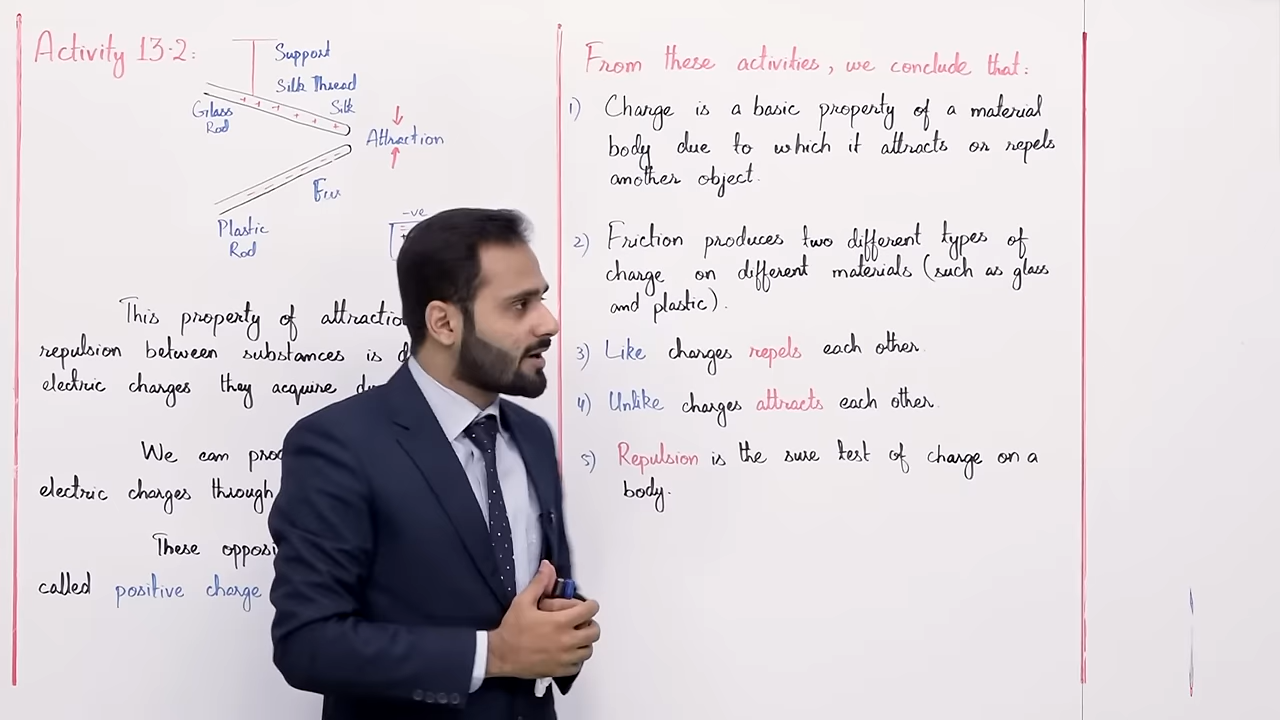 Activity 13.2:
Support
Silk Thread
Silk
Glass
Rod
Attraction
Fur
Plastic
Rod
-ve
This property of
repulsion between substances is
electric charges they acquire
We can
electric charges through
These
called positive charge
From these activities, we conclude that:
1) Charge is a basic property of a material
body due to which it attracts or repels
another object.
2) Friction produces two different types of
charge on different materials (such as glass
and plastic).
3) Like charges repels each other.
4) Unlike charges attracts each other.
5) Repulsion is the sure test of charge on a
body.